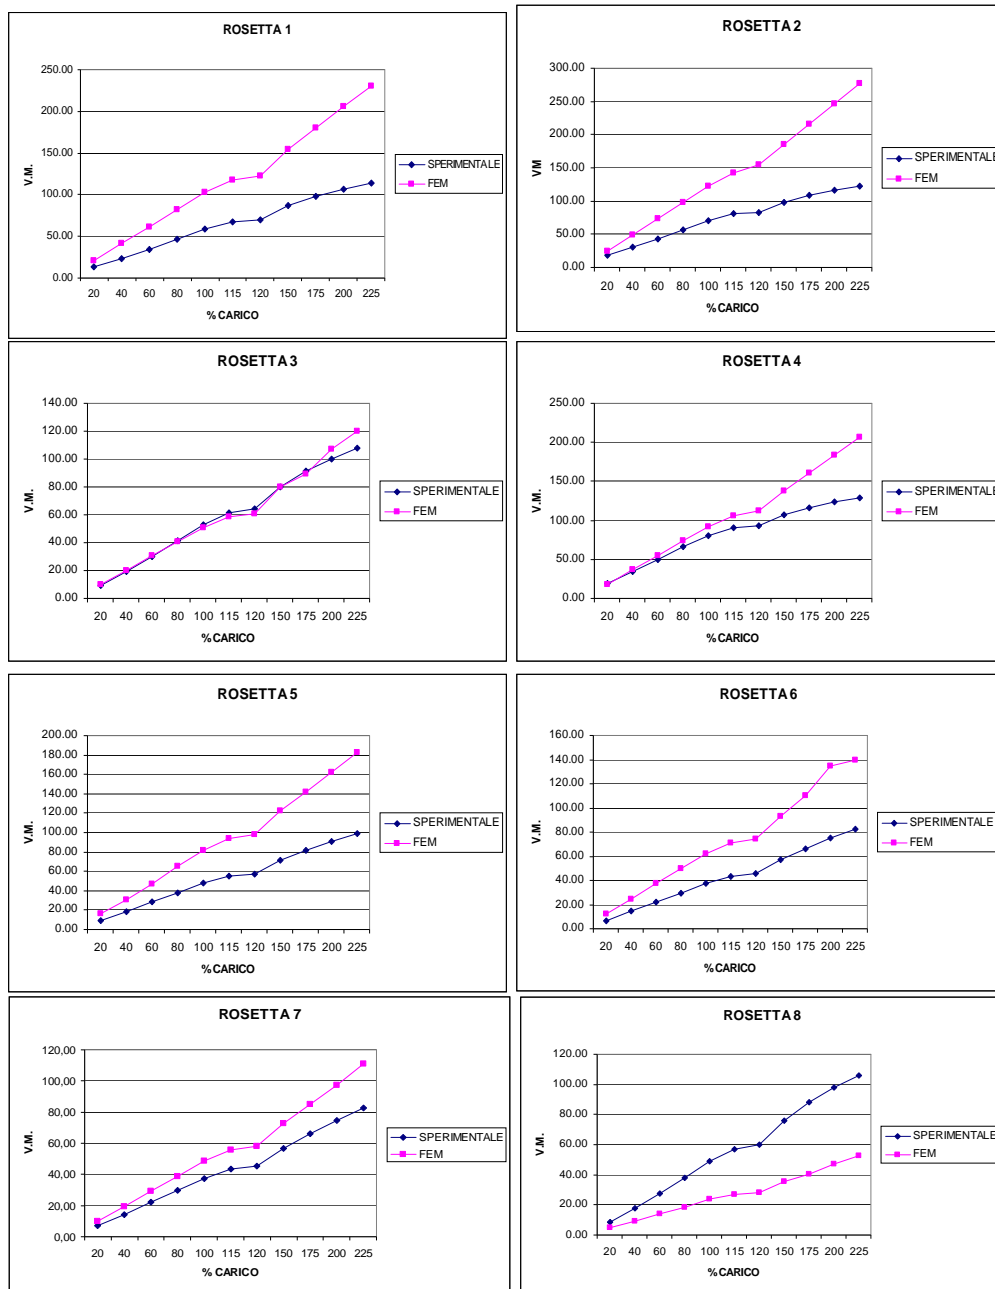 ROSETTA 1
250.00
200.00
150.00
100.00
50.00
0.00
V.M.
20 40 60 80 100 115 120 150 175 200 225
% CARICO
SPERIMENTALE
FEM
ROSETTA 2
300.00
250.00
200.00
150.00
100.00
50.00
0.00
VM
20 40 60 80 100 115 120 150 175 200 225
% CARICO
SPERIMENTALE
FEM
ROSETTA 3
140.00
120.00
100.00
80.00
60.00
40.00
20.00
0.00
V.M.
20 40 60 80 100 115 120 150 175 200 225
% CARICO
SPERIMENTALE
FEM
ROSETTA 4
250.00
200.00
150.00
100.00
50.00
0.00
V.M.
20 40 60 80 100 115 120 150 175 200 225
% CARICO
SPERIMENTALE
FEM
ROSETTA 5
200.00
180.00
160.00
140.00
120.00
100.00
80.00
60.00
40.00
20.00
0.00
V.M.
20 40 60 80 100 115 120 150 175 200 225
% CARICO
SPERIMENTALE
FEM
ROSETTA 6
160.00
140.00
120.00
100.00
80.00
60.00
40.00
20.00
0.00
V.M.
20 40 60 80 100 115 120 150 175 200 225
% CARICO
SPERIMENTALE
FEM
ROSETTA 7
120,00
100,00
80,00
60,00
40,00
20,00
0,00
V.M.
20 40 60 80 100 115 120 150 175 200 225
% CARICO
SPERIMENTALE
FEM
ROSETTA 8
120.00
100.00
80.00
60.00
40.00
20.00
0.00
V.M.
20 40 60 80 100 115 120 150 175 200 225
% CARICO
SPERIMENTALE
FEM